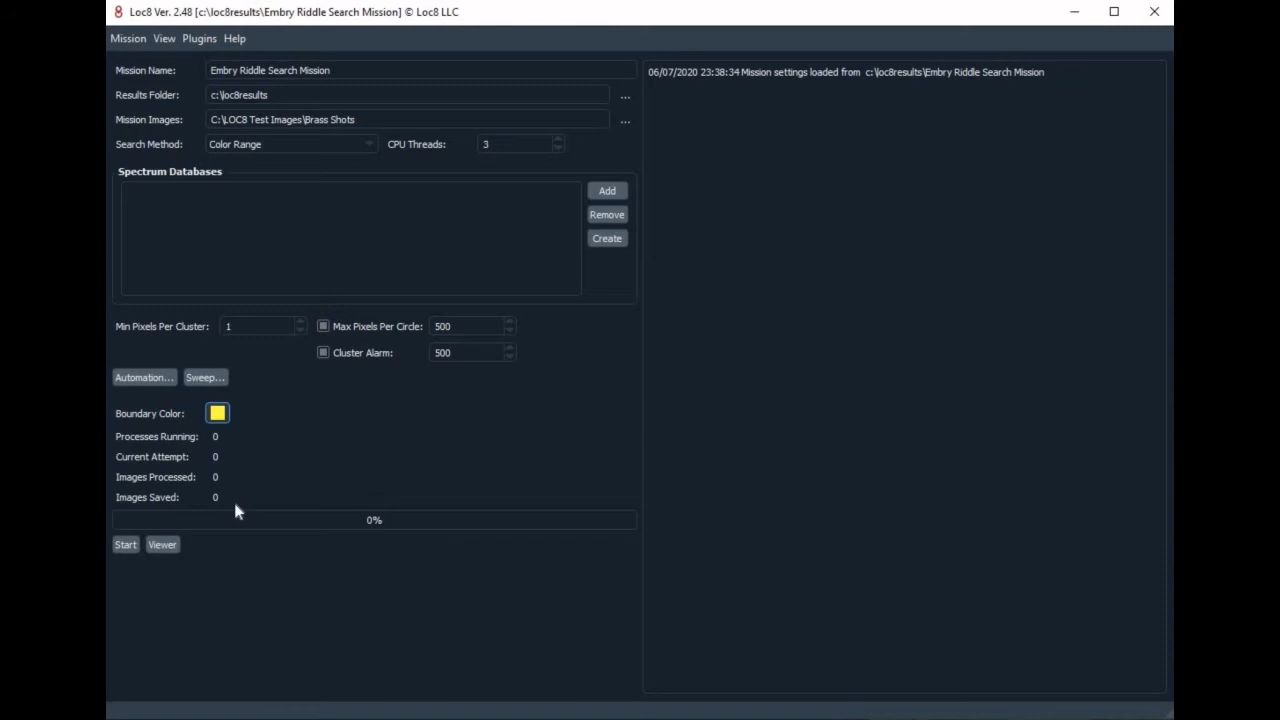 Loc8 Ver. 2.48 [c:\loc8results\Embry Riddle Search Mission] © Loc8 LLC
Mission View Plugins Help
Mission Name: Embry Riddle Search Mission
Results Folder: c:\loc8results ...
Mission Images: C:\LOC8 Test Images\Brass Shots ...
Search Method: Color Range CPU Threads: 3
Spectrum Databases
Add
Remove
Create
Min Pixels Per Cluster: 1 Max Pixels Per Circle: 500
Cluster Alarm: 500
Automation... Sweep...
Boundary Color:
Processes Running: 0
Current Attempt: 0
Images Processed: 0
Images Saved: 0
0%
Start Viewer
06/07/2020 23:38:34 Mission settings loaded from c:\loc8results\Embry Riddle Search Mission